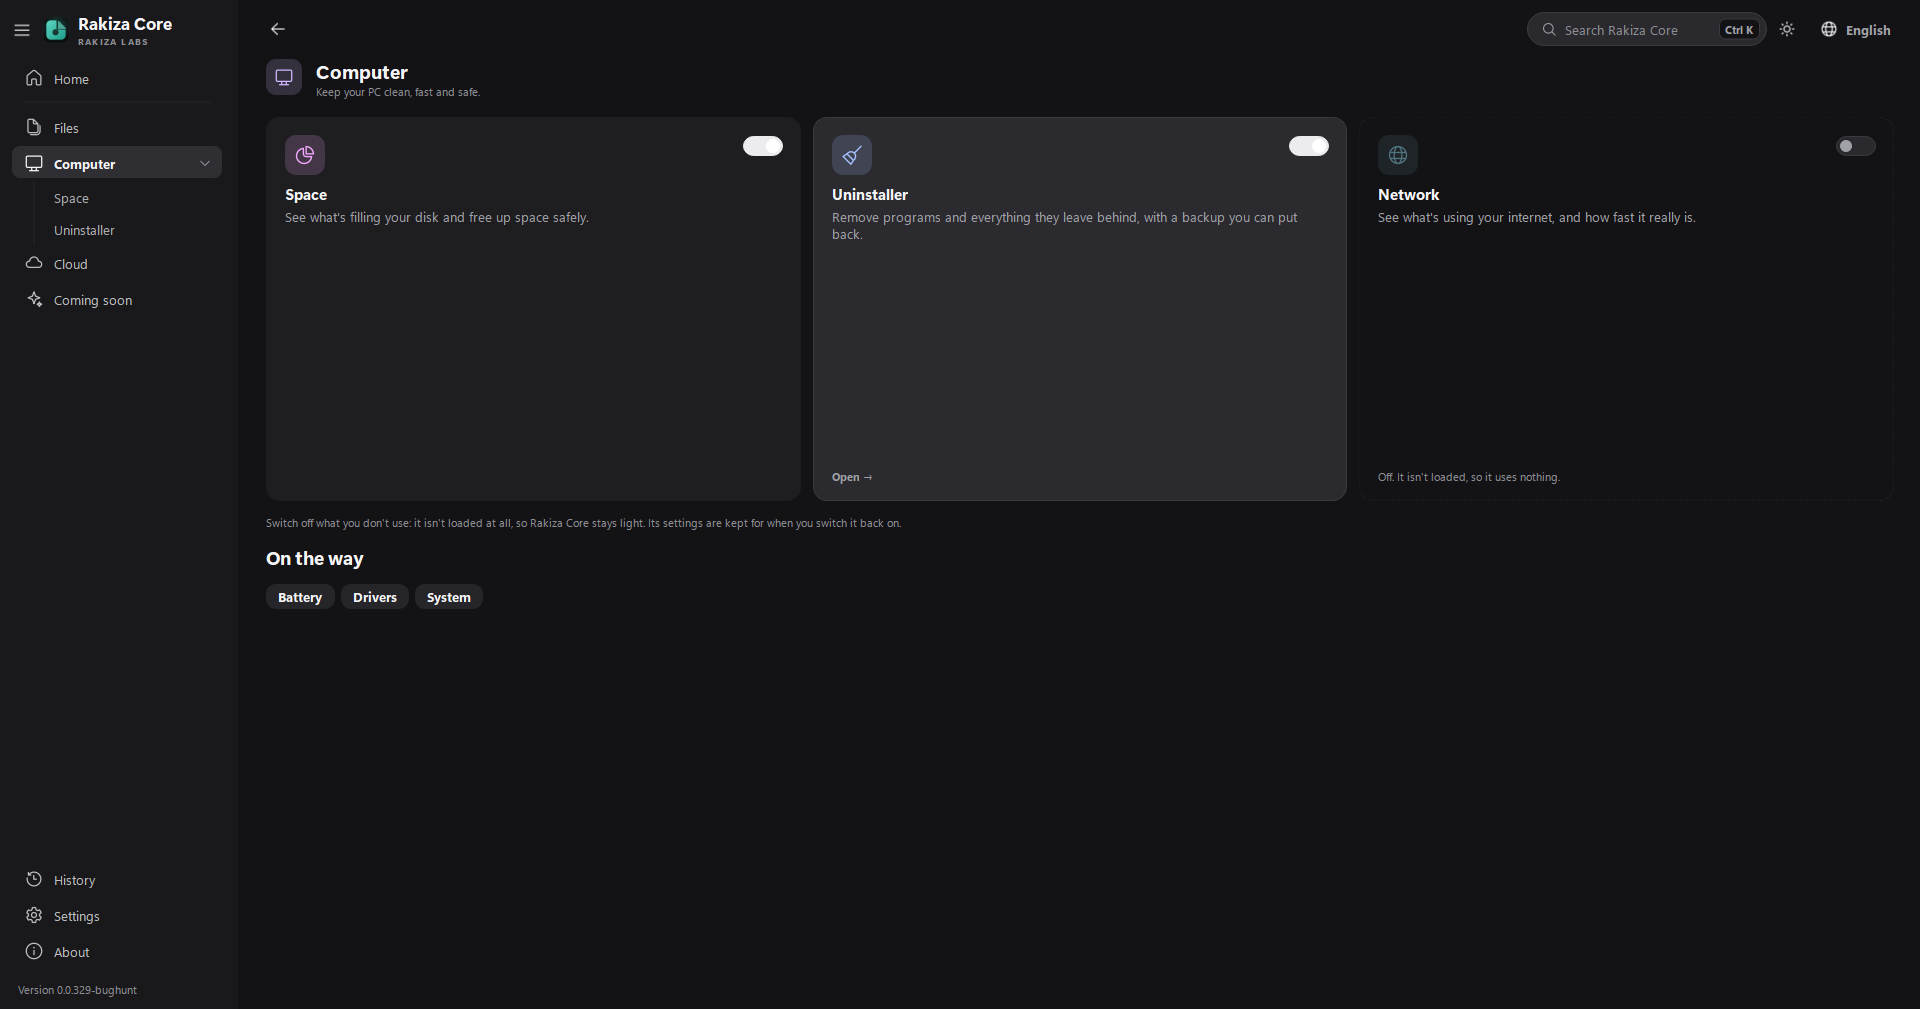 Rakiza Core
RAKIZA LABS
Home
Files
Computer
Space
Uninstaller
Cloud
Coming soon
History
Settings
About
Version 0.0.329-bughunt
Search Rakiza Core
Ctrl K
English
Computer
Keep your PC clean, fast and safe.
Space
See what's filling your disk and free up space safely.
Uninstaller
Remove programs and everything they leave behind, with a backup you can put
back.
Open →
Network
See what's using your internet, and how fast it really is.
Off. It isn't loaded, so it uses nothing.
Switch off what you don't use: it isn't loaded at all, so Rakiza Core stays light. Its settings are kept for when you switch it back on.
On the way
Battery
Drivers
System